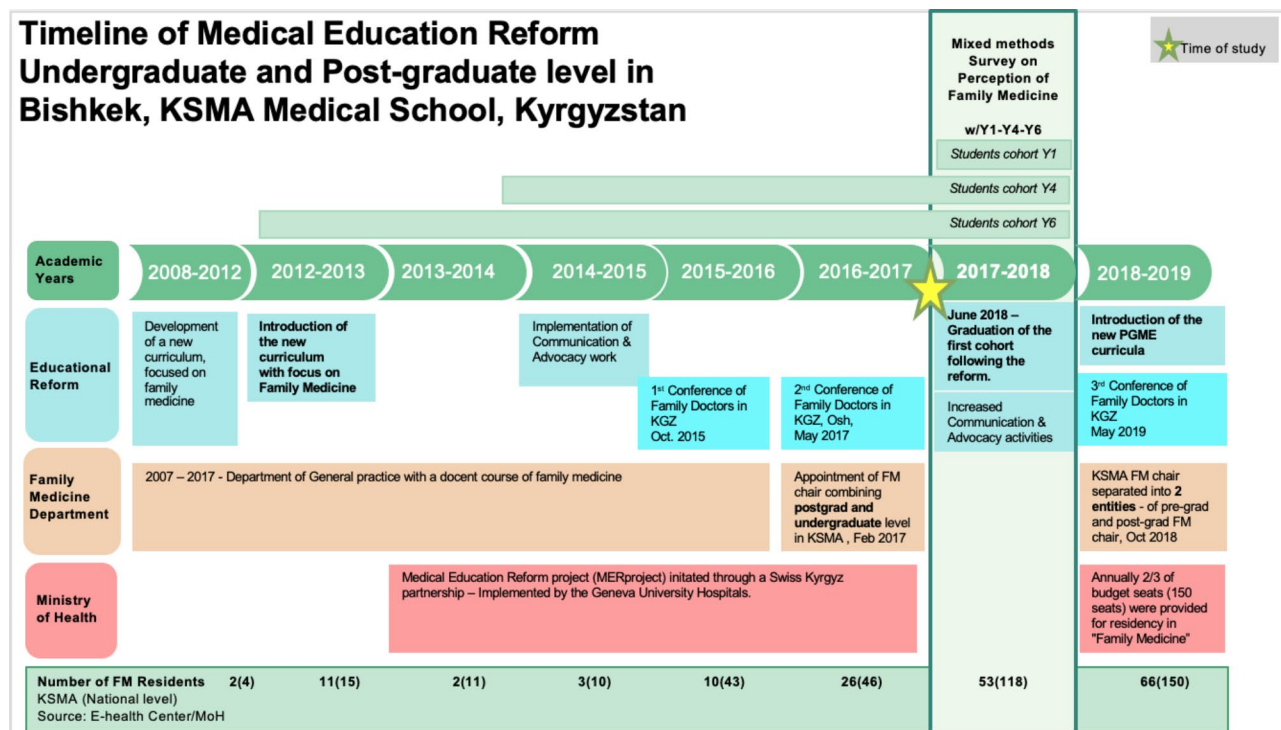 Timeline of Medical Education Reform
Undergraduate and Post-graduate level in
Bishkek, KSMA Medical School, Kyrgyzstan
Mixed methods
Survey on
Perception of
Family Medicine
w/Y1-Y4-Y6
Time of study
Students cohort Y1
Students cohort Y4
Students cohort Y6
Academic
Years
2008-2012
2012-2013
2013-2014
2014-2015
2015-2016
2016-2017
2017-2018
2018-2019
Educational
Reform
Development
of a new
curriculum,
focused on
family
medicine
Introduction of
the new
curriculum
with focus on
Family Medicine
Implementation of
Communication &
Advocacy work
1st Conference of
Family Doctors in
KGZ
Oct. 2015
2nd Conference of
Family Doctors in
KGZ, Osh,
May 2017
June 2018 –
Graduation of the
first cohort
following the
reform.
Increased
Communication &
Advocacy activities
Introduction of the
new PGME
curricula
3rd Conference of
Family Doctors in
KGZ
May 2019
Family
Medicine
Department
2007 – 2017 - Department of General practice with a docent course of family medicine
Appointment of FM
chair combining
postgrad and
undergraduate level
in KSMA , Feb 2017
KSMA FM chair
separated into 2
entities - of pre-grad
and post-grad FM
chair, Oct 2018
Ministry
of Health
Medical Education Reform project (MERproject) initated through a Swiss Kyrgyz
partnership – Implemented by the Geneva University Hospitals.
Annually 2/3 of
budget seats (150
seats) were provided
for residency in
"Family Medicine"
Number of FM Residents
KSMA (National level)
Source: E-health Center/MoH
2(4)
11(15)
2(11)
3(10)
10(43)
26(46)
53(118)
66(150)